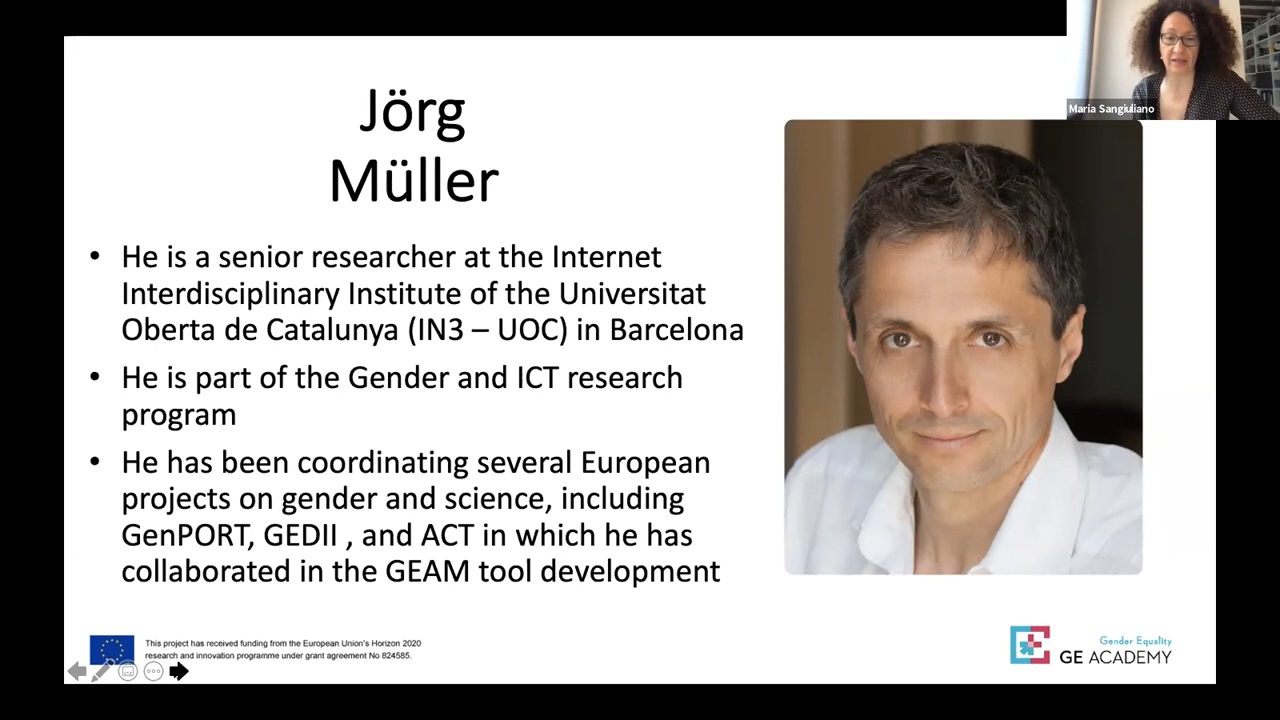 Maria Sangiuliano
Jörg
Müller
• He is a senior researcher at the Internet
Interdisciplinary Institute of the Universitat
Oberta de Catalunya (IN3 – UOC) in Barcelona
• He is part of the Gender and ICT research
program
• He has been coordinating several European
projects on gender and science, including
GenPORT, GEDII , and ACT in which he has
collaborated in the GEAM tool development
This project has received funding from the European Union's Horizon 2020
research and innovation programme under grant agreement No 824585.
Gender Equality
GE ACADEMY